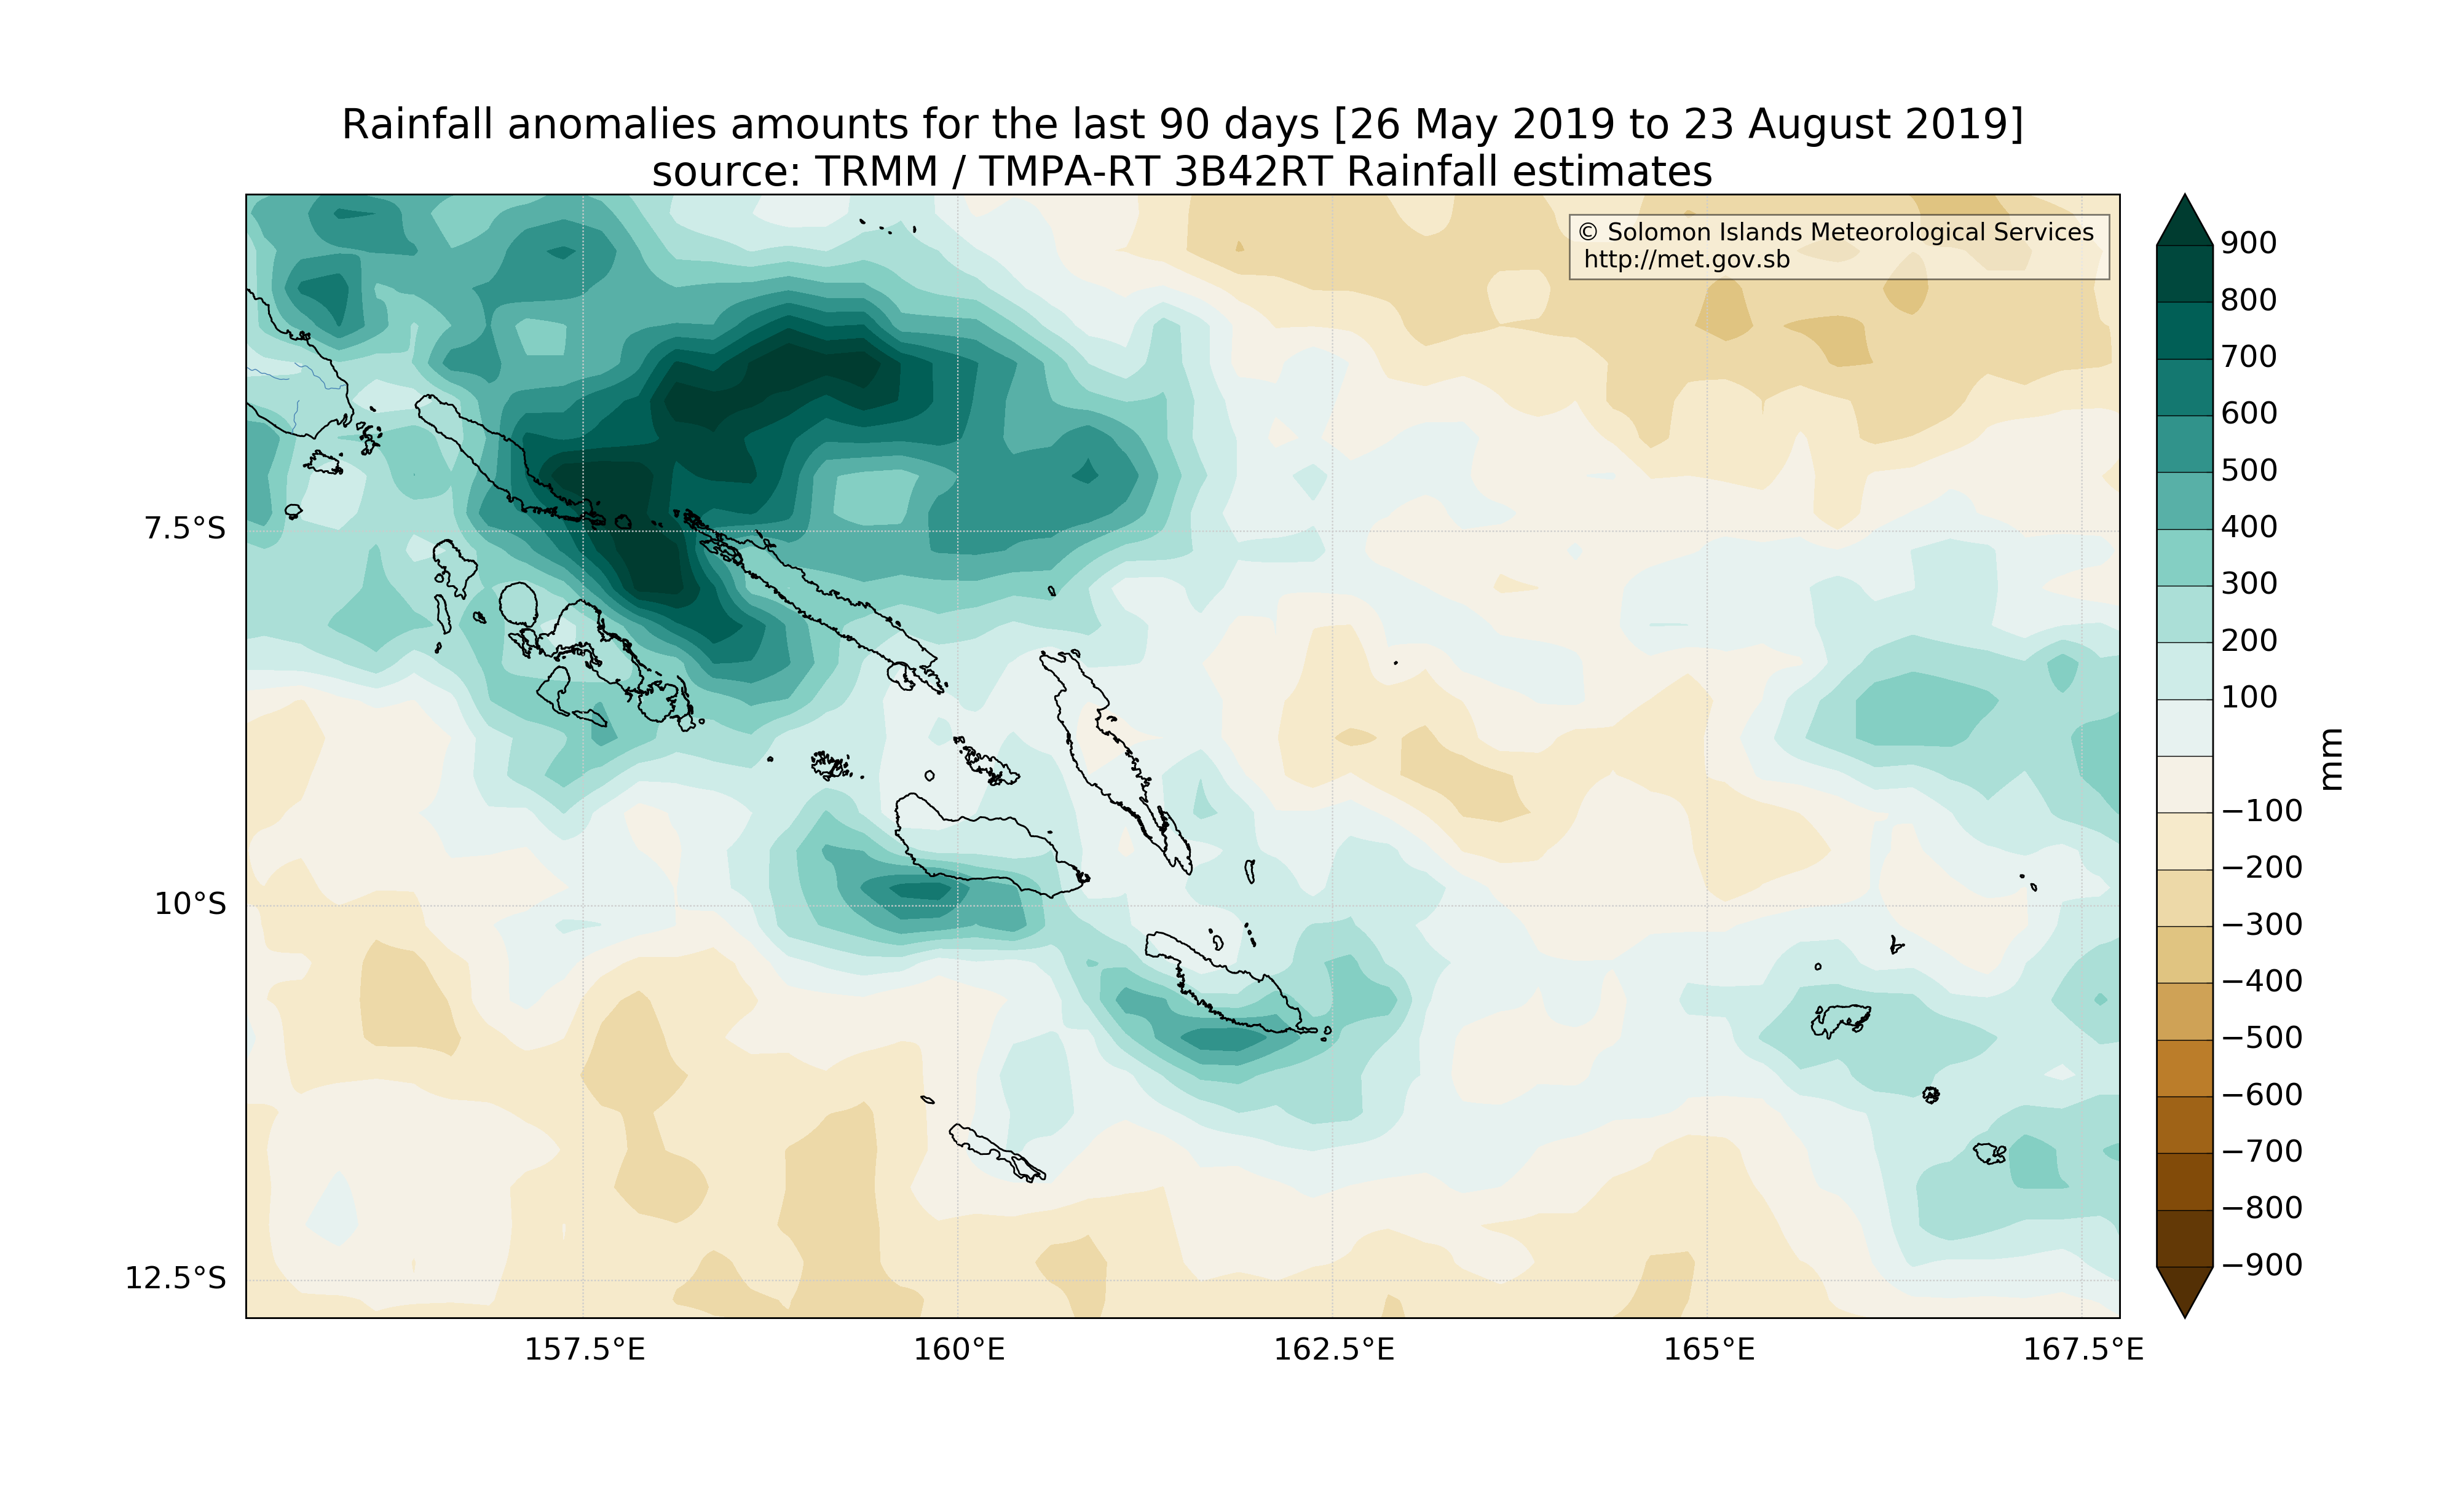 Rainfall anomalies amounts for the last 90 days [26 May 2019 to 23 August 2019]
source: TRMM / TMPA-RT 3B42RT Rainfall estimates
© Solomon Islands Meteorological Services
http://met.gov.sb
7.5°S
10°S
12.5°S
157.5°E
160°E
162.5°E
165°E
167.5°E
900
800
700
600
500
400
300
200
100
−100
−200
−300
−400
−500
−600
−700
−800
−900
mm